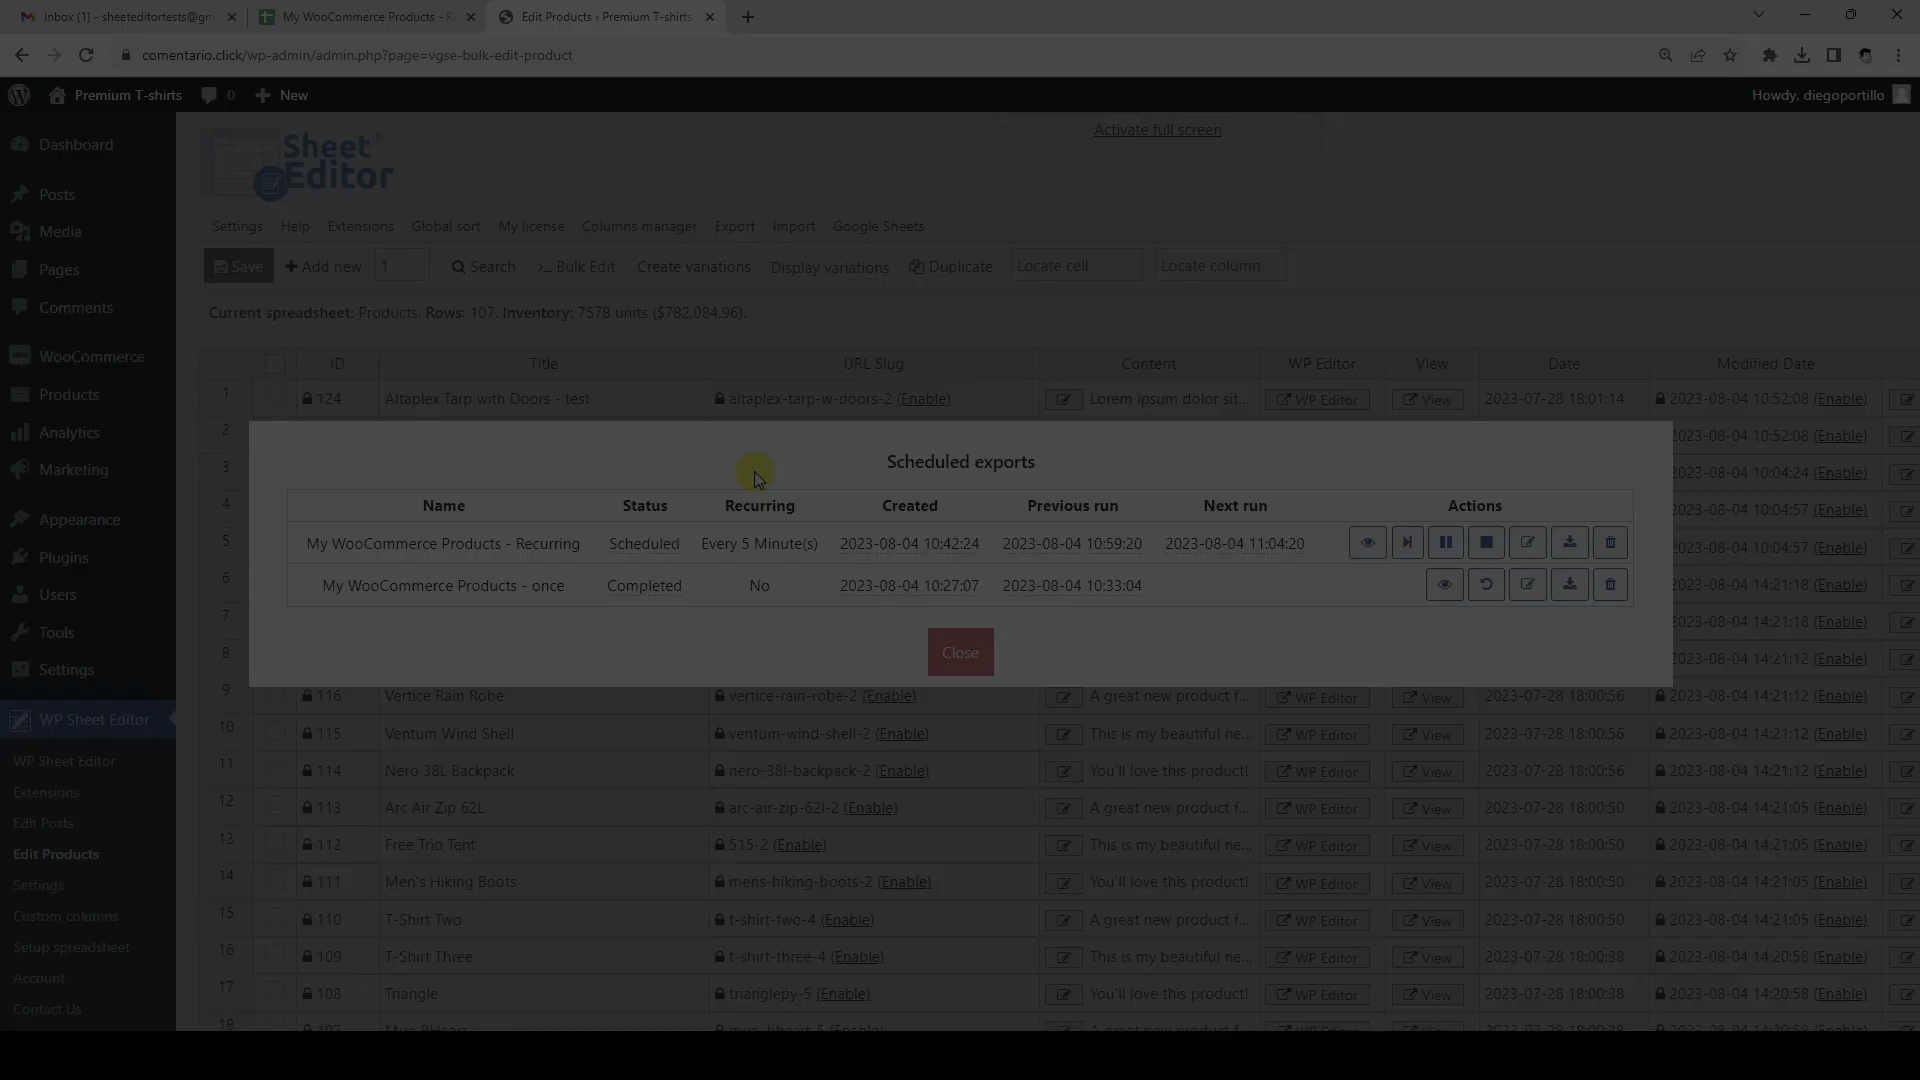 Inbox (1) - sheeteditortests@gm
My WooCommerce Products - R
Edit Products ‹ Premium T-shirts
comentario.click/wp-admin/admin.php?page=vgse-bulk-edit-product
Premium T-shirts 0 New Howdy, diegoportillo
Activate full screen
Sheet
Editor
Settings Help Extensions Global sort My license Columns manager Export Import Google Sheets
Save Add new 1 Search Bulk Edit Create variations Display variations Duplicate Locate cell Locate column
Current spreadsheet: Products. Rows: 107. Inventory: 7578 units ($782,084.96).
ID Title URL Slug Content WP Editor View Date Modified Date
1 124 Altaplex Tarp with Doors - test altaplex-tarp-w-doors-2 (Enable) Lorem ipsum dolor sit... WP Editor View 2023-07-28 18:01:14 2023-08-04 10:52:08 (Enable)
2 2023-08-04 10:52:08 (Enable)
3 2023-08-04 10:04:24 (Enable)
4 2023-08-04 10:04:57 (Enable)
5 2023-08-04 10:04:57 (Enable)
6 2023-08-04 14:21:18 (Enable)
7 2023-08-04 14:21:18 (Enable)
8 2023-08-04 14:21:12 (Enable)
Scheduled exports
Name Status Recurring Created Previous run Next run Actions
My WooCommerce Products - Recurring Scheduled Every 5 Minute(s) 2023-08-04 10:42:24 2023-08-04 10:59:20 2023-08-04 11:04:20
My WooCommerce Products - once Completed No 2023-08-04 10:27:07 2023-08-04 10:33:04
Close
9 116 Vertice Rain Robe vertice-rain-robe-2 (Enable) A great new product f... WP Editor View 2023-07-28 18:00:56 2023-08-04 14:21:12 (Enable)
10 115 Ventum Wind Shell ventum-wind-shell-2 (Enable) This is my beautiful ne... WP Editor View 2023-07-28 18:00:56 2023-08-04 14:21:12 (Enable)
11 114 Nero 38L Backpack nero-38l-backpack-2 (Enable) You'll love this product! WP Editor View 2023-07-28 18:00:56 2023-08-04 14:21:12 (Enable)
12 113 Arc Air Zip 62L arc-air-zip-62l-2 (Enable) A great new product f... WP Editor View 2023-07-28 18:00:50 2023-08-04 14:21:05 (Enable)
13 112 Free Trio Tent 515-2 (Enable) This is my beautiful ne... WP Editor View 2023-07-28 18:00:50 2023-08-04 14:21:05 (Enable)
14 111 Men's Hiking Boots mens-hiking-boots-2 (Enable) You'll love this product! WP Editor View 2023-07-28 18:00:50 2023-08-04 14:21:05 (Enable)
15 110 T-Shirt Two t-shirt-two-4 (Enable) A great new product f... WP Editor View 2023-07-28 18:00:50 2023-08-04 14:21:05 (Enable)
16 109 T-Shirt Three t-shirt-three-4 (Enable) This is my beautiful ne... WP Editor View 2023-07-28 18:00:38 2023-08-04 14:20:58 (Enable)
17 108 Triangle trianglepy-5 (Enable) You'll love this product! WP Editor View 2023-07-28 18:00:38 2023-08-04 14:20:58 (Enable)
18
Dashboard
Posts
Media
Pages
Comments
WooCommerce
Products
Analytics
Marketing
Appearance
Plugins
Users
Tools
Settings
WP Sheet Editor
WP Sheet Editor
Extensions
Edit Posts
Edit Products
Settings
Custom columns
Setup spreadsheet
Account
Contact Us